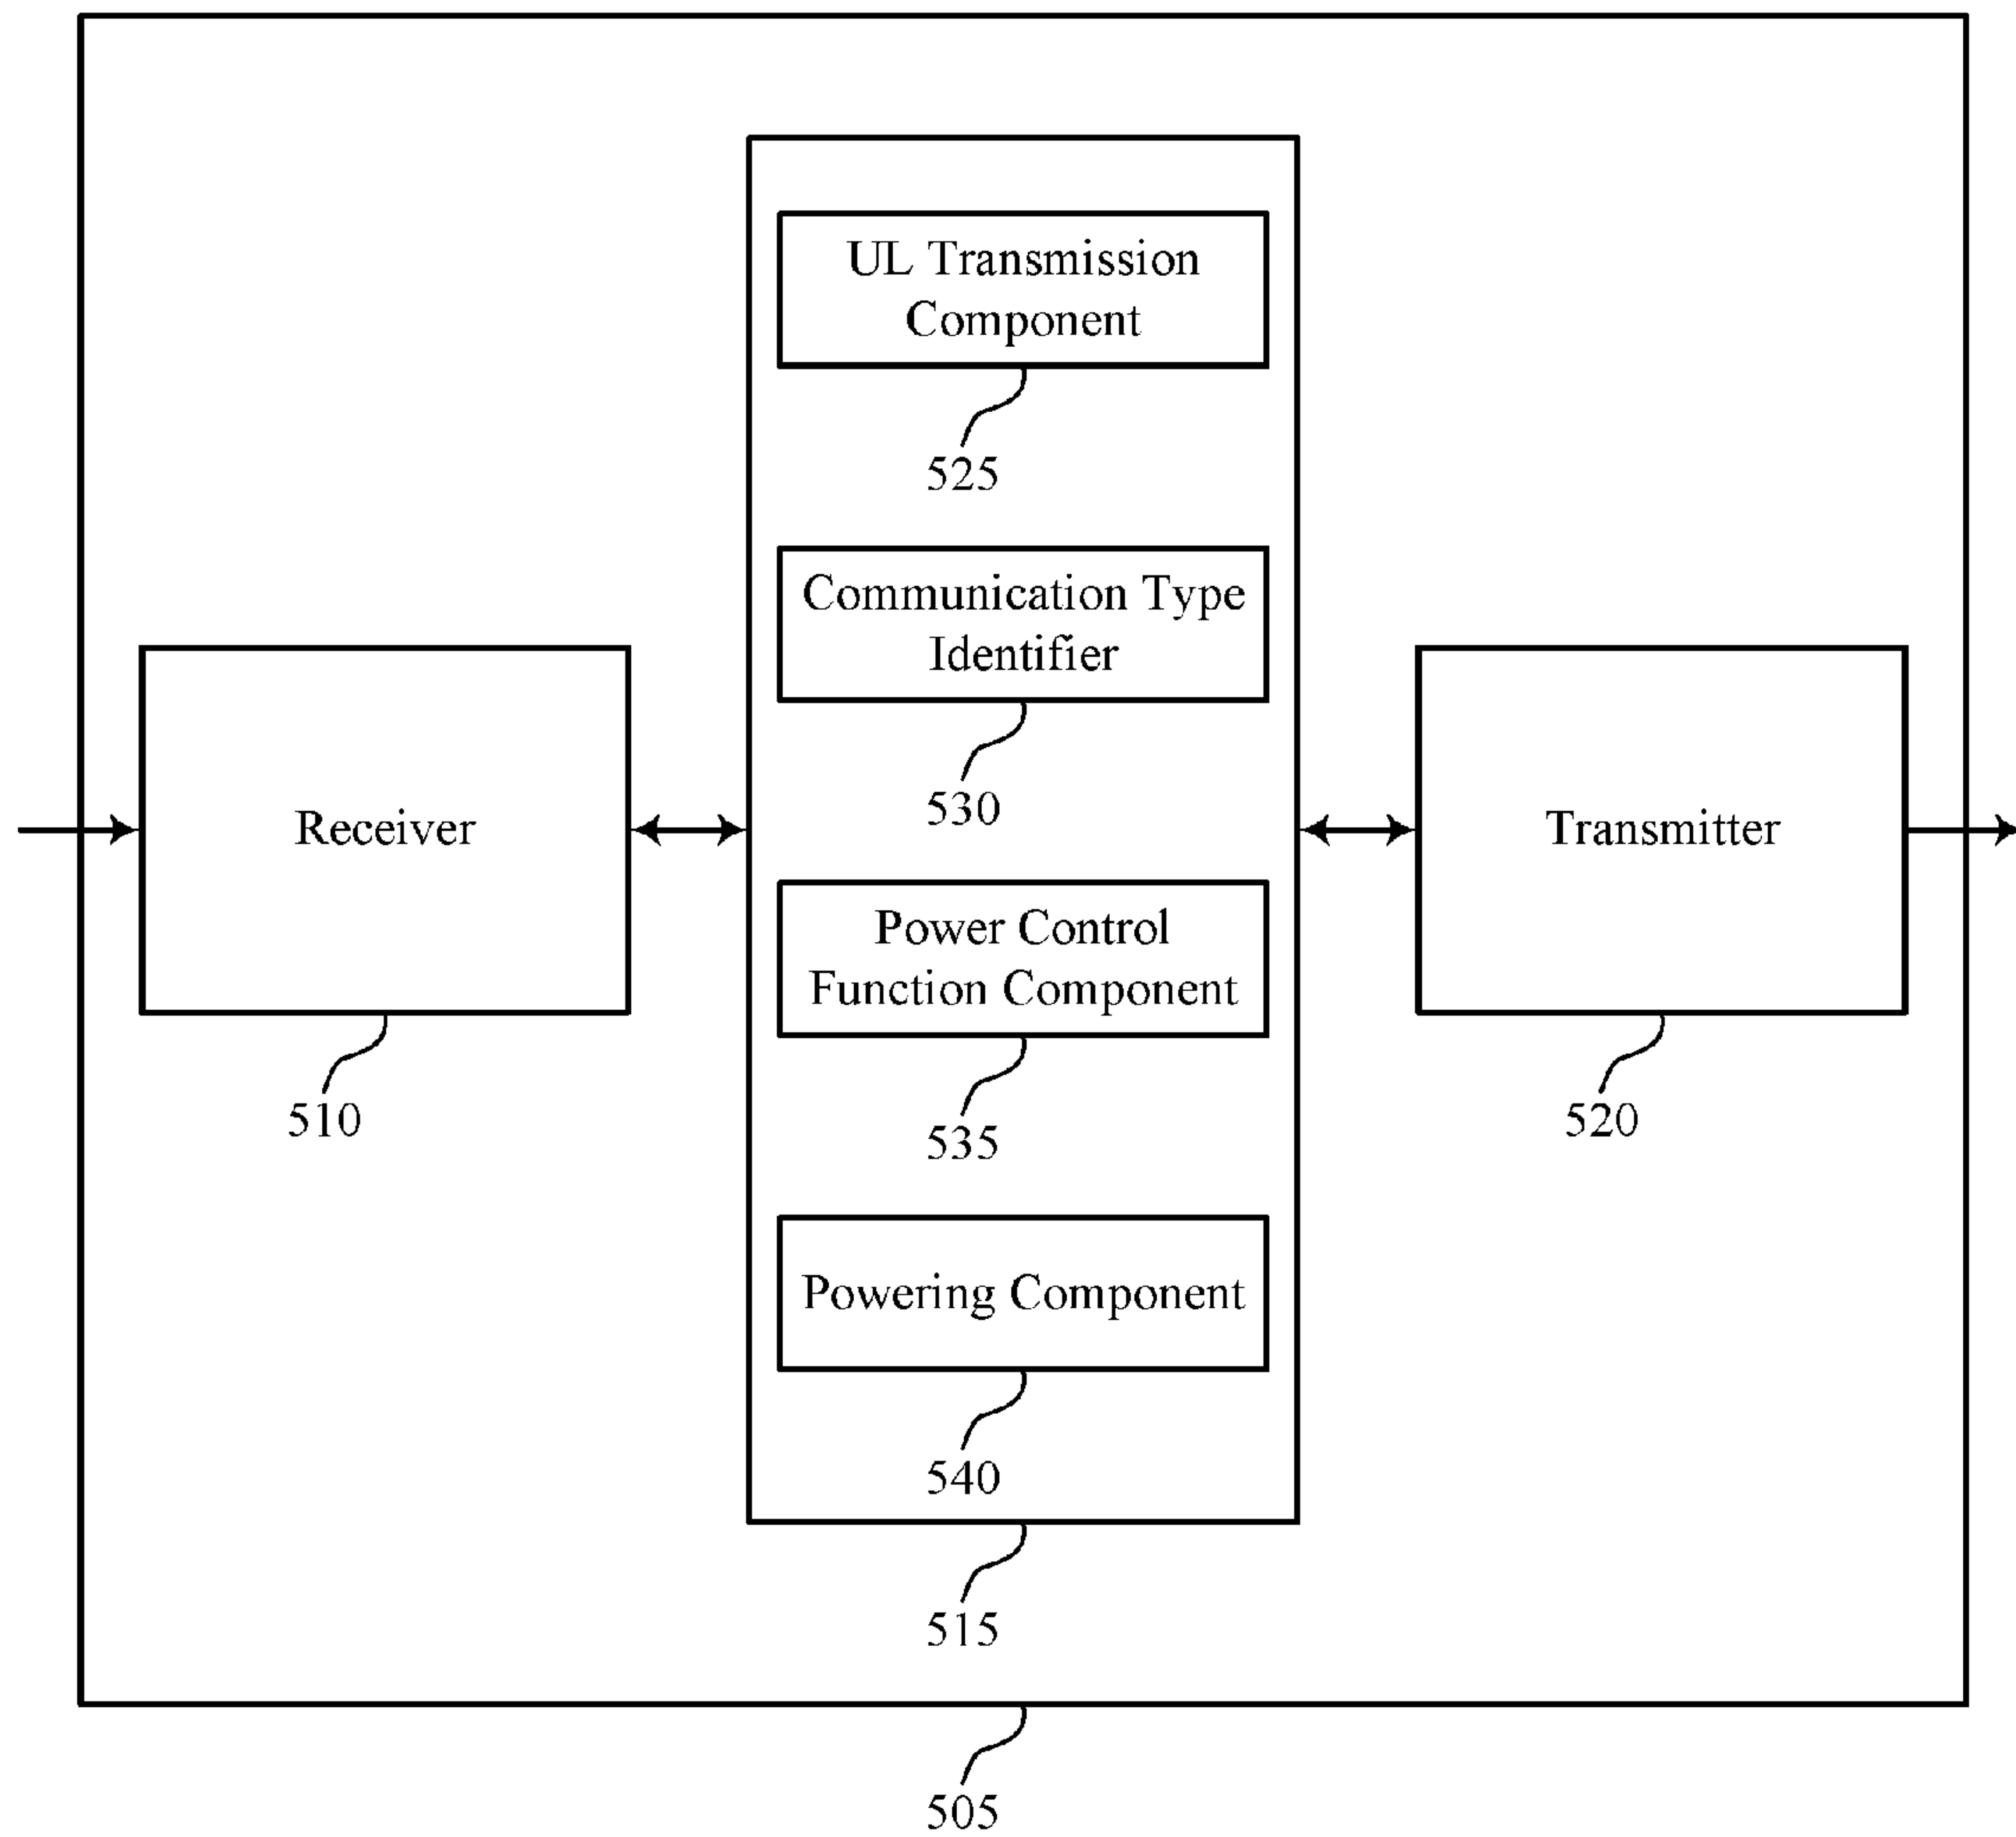 UL Transmission
Component
525
Communication Type
Identifier
530
Receiver
510
Power Control
Function Component
535
Powering Component
540
515
Transmitter
520
505